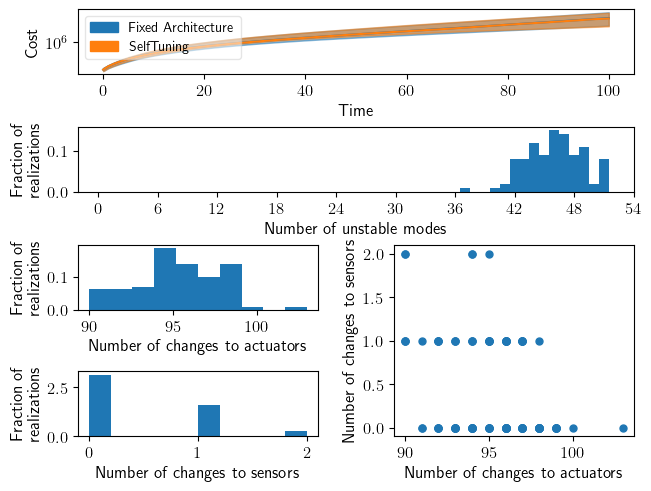 Cost
10^6
Fixed Architecture
SelfTuning
0 20 40 60 80 100
Time
Fraction of
realizations
0.1
0.0
0 6 12 18 24 30 36 42 48 54
Number of unstable modes
Fraction of
realizations
0.1
0.0
90 95 100
Number of changes to actuators
Fraction of
realizations
2.5
0.0
0 1 2
Number of changes to sensors
Number of changes to sensors
2.0
1.5
1.0
0.5
0.0
90 95 100
Number of changes to actuators